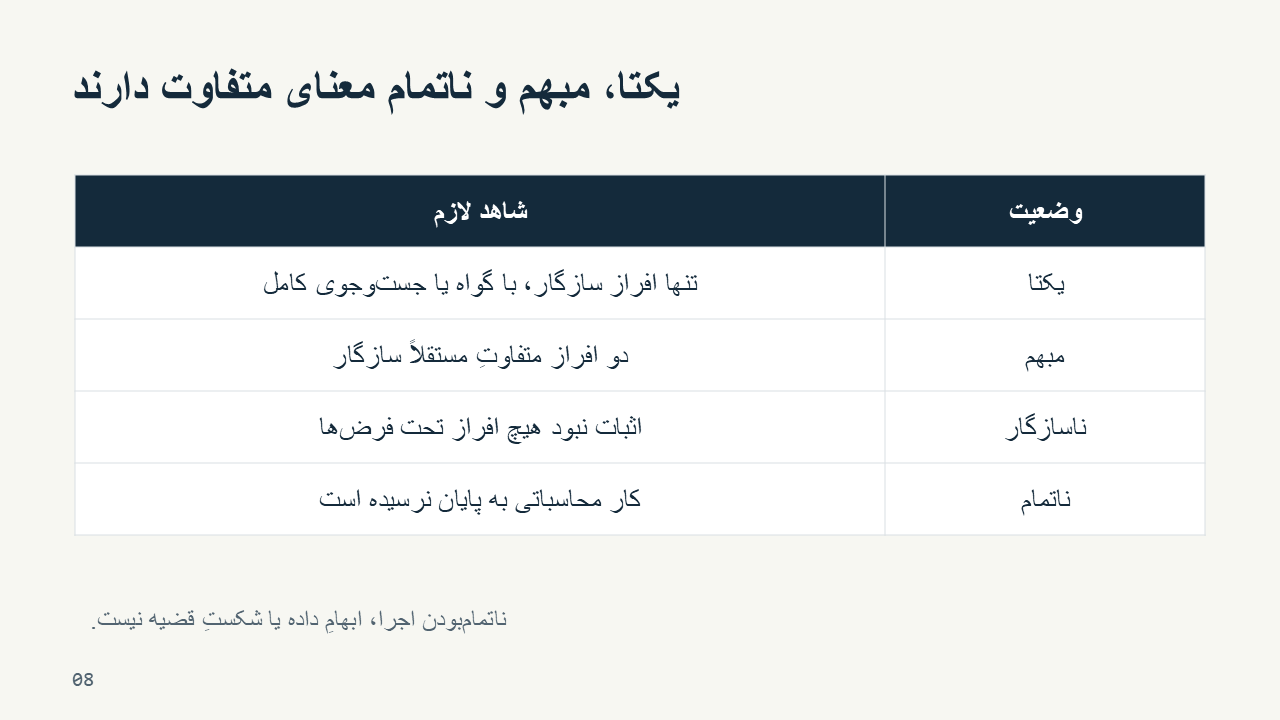 یکتا، مبهم و ناتمام معنای متفاوت دارند
وضعیت
شاهد لازم
یکتا
تنها افراز سازگار، با گواه یا جست‌وجوی کامل
مبهم
دو افراز متفاوتِ مستقلاً سازگار
ناسازگار
اثبات نبود هیچ افراز تحت فرض‌ها
ناتمام
کار محاسباتی به پایان نرسیده است
ناتمام‌بودن اجرا، ابهامِ داده یا شکستِ قضیه نیست.
08